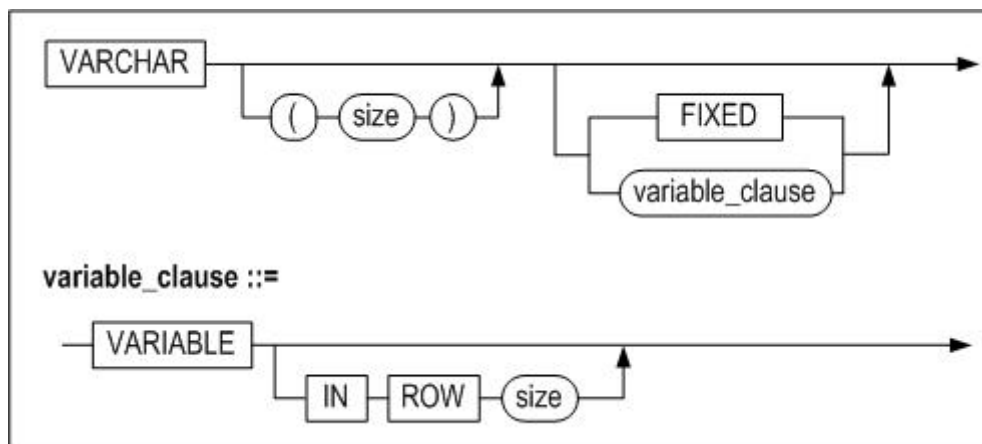 VARCHAR
( size )
FIXED
variable_clause
variable_clause ::=
VARIABLE
IN ROW size